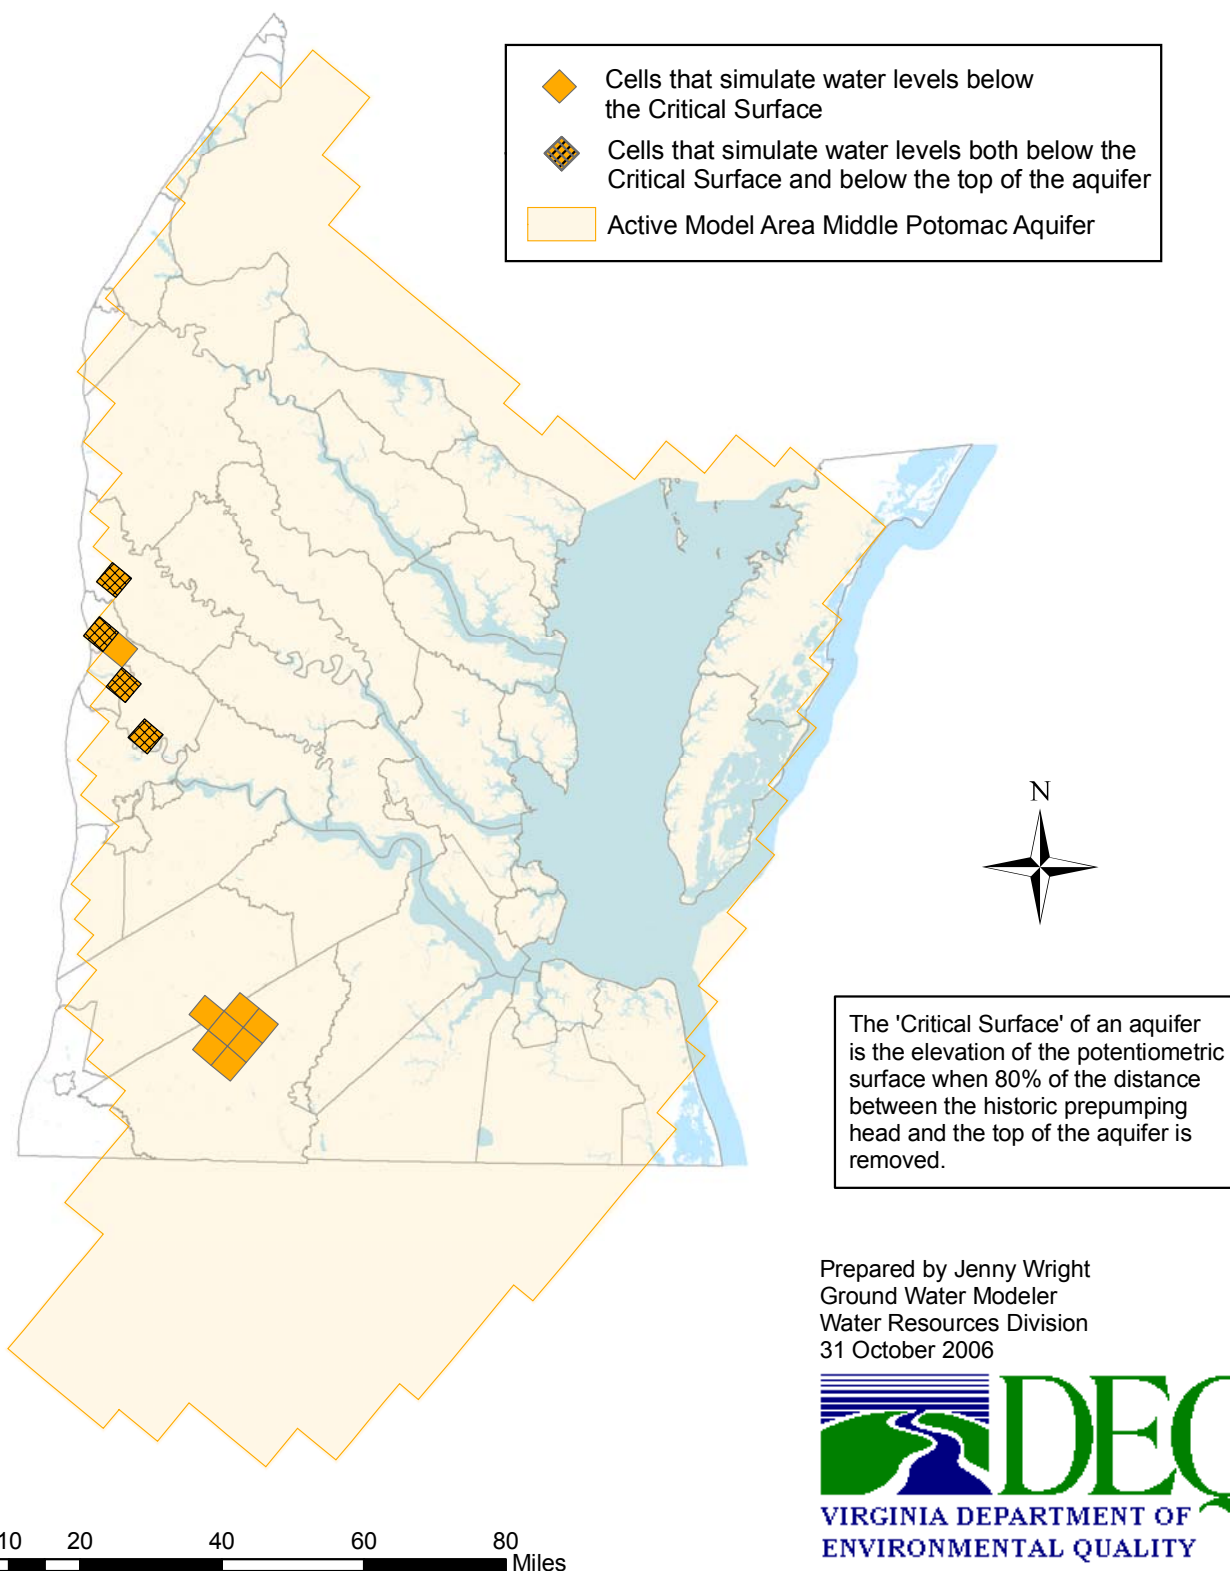 Cells that simulate water levels below
the Critical Surface
Cells that simulate water levels both below the
Critical Surface and below the top of the aquifer
Active Model Area Middle Potomac Aquifer
N
The 'Critical Surface' of an aquifer
is the elevation of the potentiometric
surface when 80% of the distance
between the historic prepumping
head and the top of the aquifer is
removed.
Prepared by Jenny Wright
Ground Water Modeler
Water Resources Division
31 October 2006
DEQ
VIRGINIA DEPARTMENT OF
ENVIRONMENTAL QUALITY
10 20 40 60 80
Miles